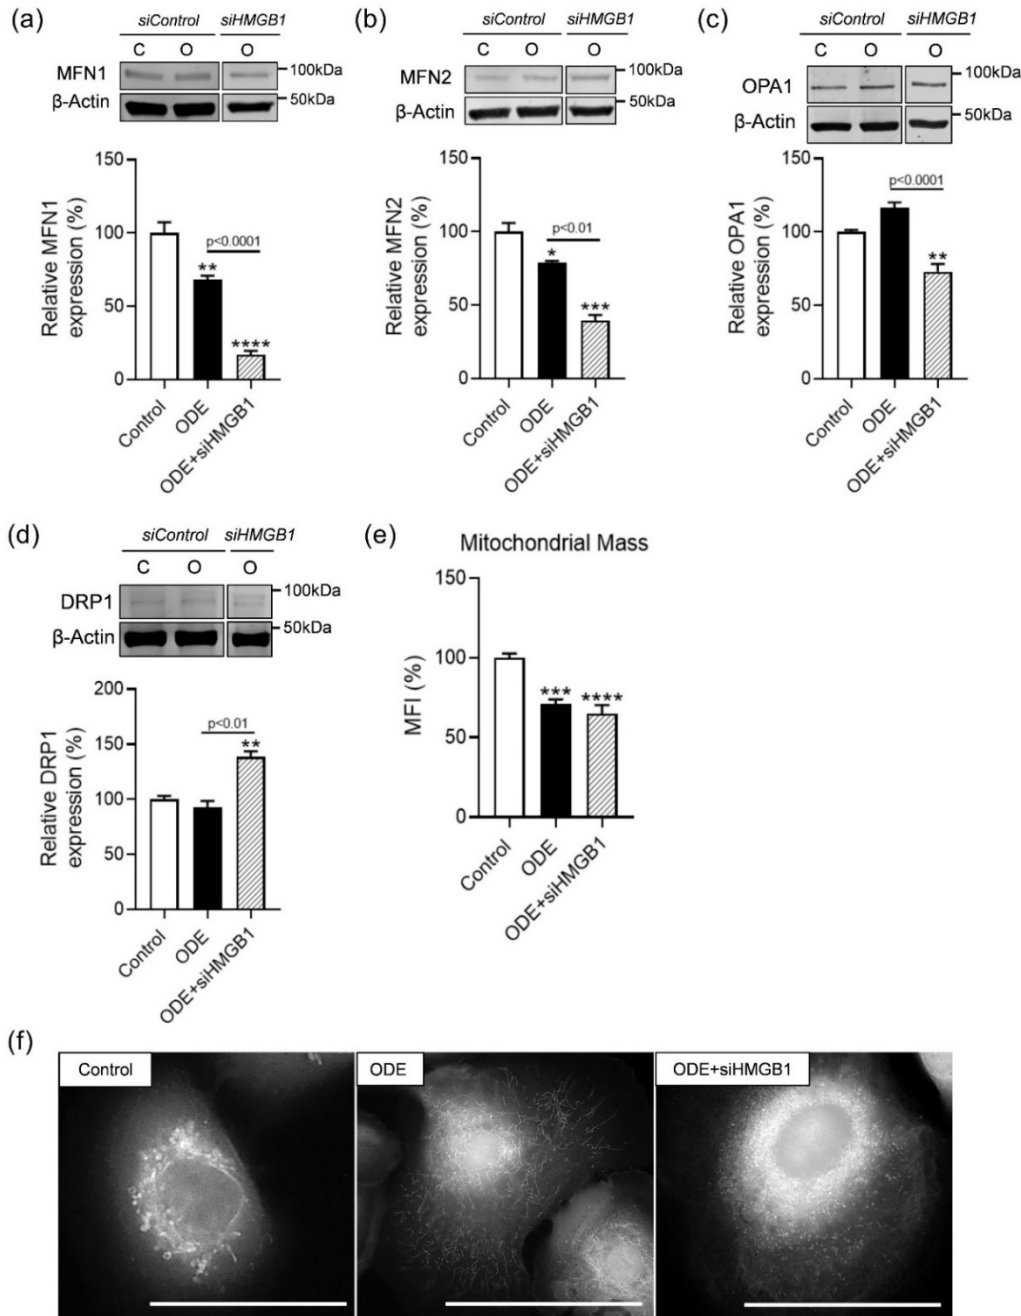 (a)
siControl siHMGB1
C O O
MFN1 100kDa
β-Actin 50kDa
Relative MFN1
expression (%)
150
100
50
0
p<0.0001
**
****
Control
ODE
ODE+siHMGB1
(b)
siControl siHMGB1
C O O
MFN2 100kDa
β-Actin 50kDa
Relative MFN2
expression (%)
150
100
50
0
p<0.01
*
***
Control
ODE
ODE+siHMGB1
(c)
siControl siHMGB1
C O O
OPA1 100kDa
β-Actin 50kDa
Relative OPA1
expression (%)
150
100
50
0
p<0.0001
**
Control
ODE
ODE+siHMGB1
(d)
siControl siHMGB1
C O O
DRP1 100kDa
β-Actin 50kDa
Relative DRP1
expression (%)
200
150
100
50
0
p<0.01
**
Control
ODE
ODE+siHMGB1
(e)
Mitochondrial Mass
MFI (%)
150
100
50
0
***
****
Control
ODE
ODE+siHMGB1
(f)
Control
ODE
ODE+siHMGB1